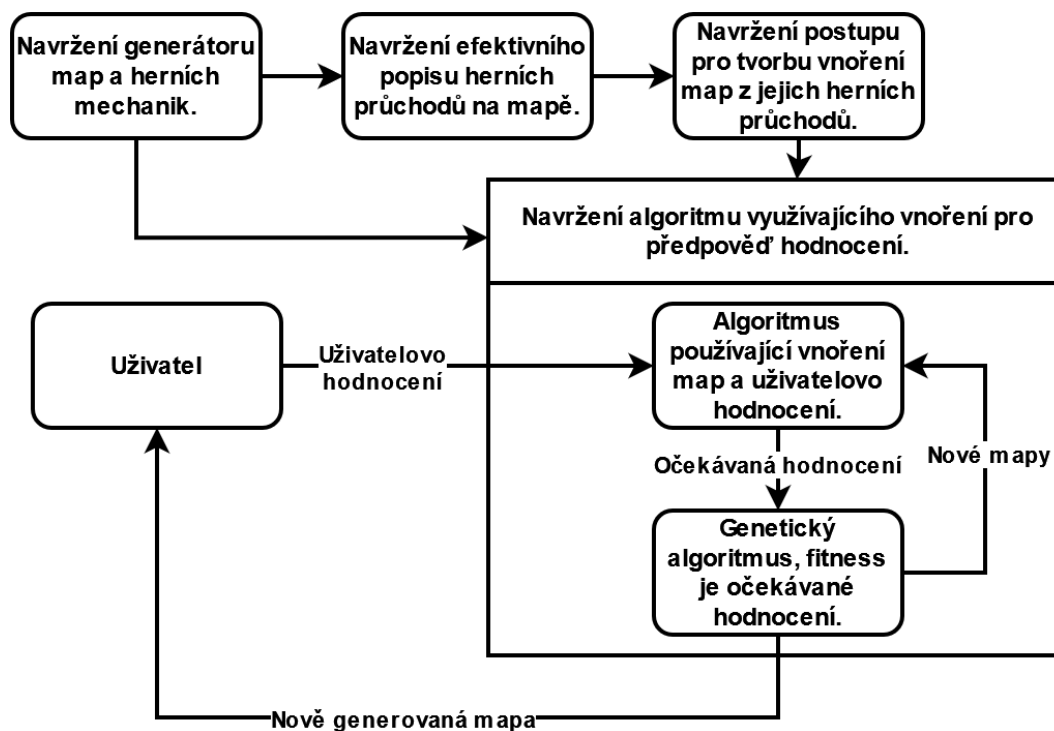 Navržení generátoru
map a herních
mechanik.
Navržení efektivního
popisu herních
průchodů na mapě.
Navržení postupu
pro tvorbu vnoření
map z jejich herních
průchodů.
Navržení algoritmu využívajícího vnoření pro
předpověď hodnocení.
Uživatel
Uživatelovo
hodnocení
Algoritmus
používající vnoření
map a uživatelovo
hodnocení.
Očekávaná hodnocení
Nové mapy
Genetický
algoritmus, fitness
je očekávané
hodnocení.
Nově generovaná mapa